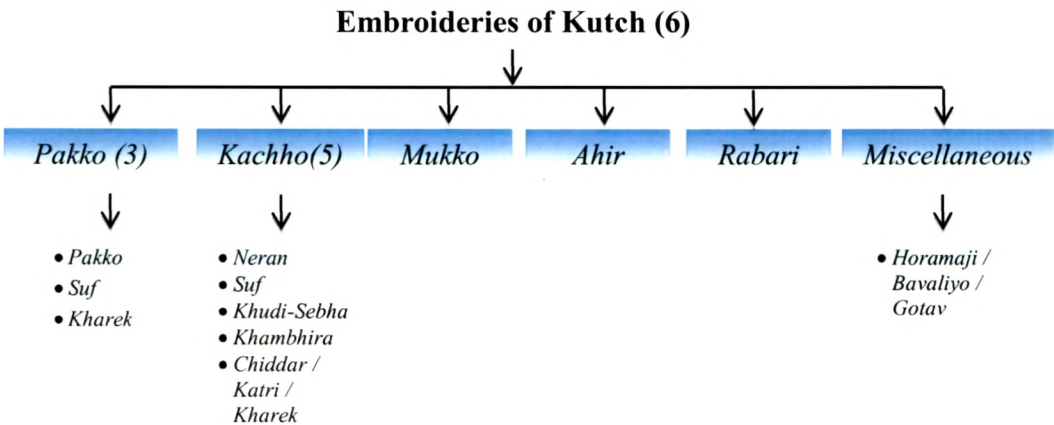 Embroideries of Kutch (6)
Pakko (3)
Kachho(5)
Mukko
Ahir
Rabari
Miscellaneous
• Pakko
• Suf
• Kharek
• Neran
• Suf
• Khudi-Sebha
• Khambhira
• Chiddar /
Katri /
Kharek
• Horamaji /
Bavaliyo /
Gotav